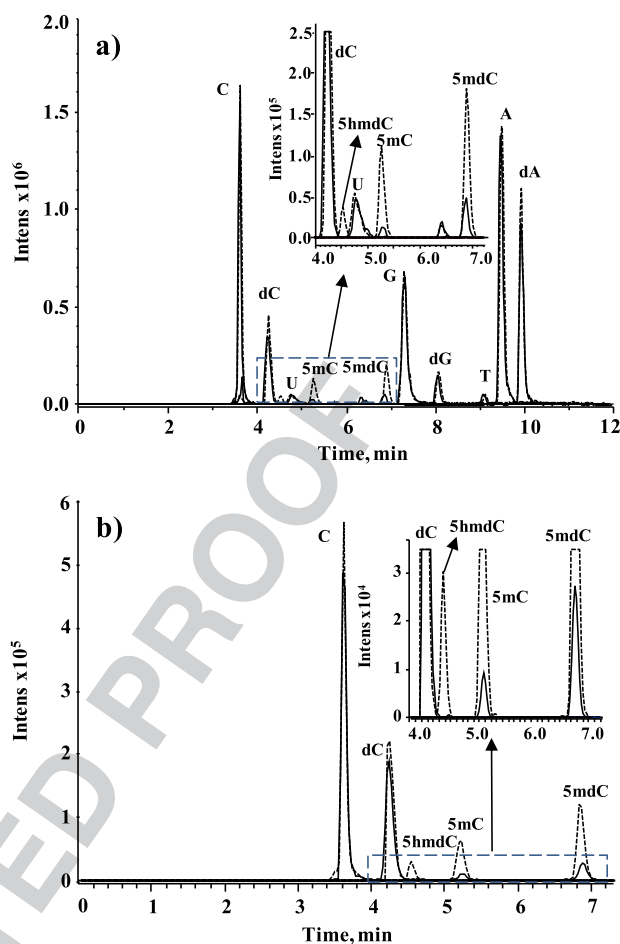 a)
2.0
1.5
1.0
0.5
0.0
Intens x10⁶
0 2 4 6 8 10 12
Time, min
C
dC
U
5mC
5mdC
G
dG
T
A
dA
2.5
2.0
1.5
1.0
0.5
0.0
Intens x10⁵
4.0 5.0 6.0 7.0
dC
5hmdC
U
5mC
5mdC
b)
6
5
4
3
2
1
0
Intens x10⁵
0 1 2 3 4 5 6 7
Time, min
C
dC
5hmdC
5mC
5mdC
3
2
1
0
Intens x10⁴
4.0 5.0 6.0 7.0
dC
5hmdC
5mC
5mdC
TED PROOF